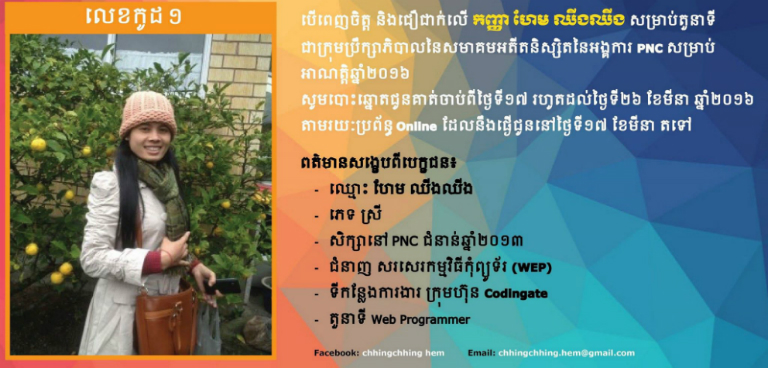 លេខកូដ ១
បើពេញចិត្ត និងជឿជាក់លើ កញ្ញា ហែម ឈីងឈីង សម្រាប់តួនាទី
ជាក្រុមប្រឹក្សាភិបាលនៃសមាគមអតីតនិស្សិតនៃអង្គការ PNC សម្រាប់
អាណត្តិឆ្នាំ២០១៦
សូមបោះឆ្នោតជូនគាត់ចាប់ពីថ្ងៃទី១៧ រហូតដល់ថ្ងៃទី២៦ ខែមីនា ឆ្នាំ២០១៦
តាមរយៈប្រព័ន្ធ Online ដែលនឹងផ្ញើជូននៅថ្ងៃទី១៧ ខែមីនា តទៅ
ពត៌មានសង្ខេបពីបេក្ខជន៖
- ឈ្មោះ ហែម ឈីងឈីង
- ភេទ ស្រី
- សិក្សានៅ PNC ជំនាន់ឆ្នាំ២០១៣
- ជំនាញ សរសេរកម្មវិធីកុំព្យូទ័រ (WEP)
- ទីកន្លែងការងារ ក្រុមហ៊ុន Codingate
- តួនាទី Web Programmer
Facebook: chhingchhing hem Email: chhingchhing.hem@gmail.com